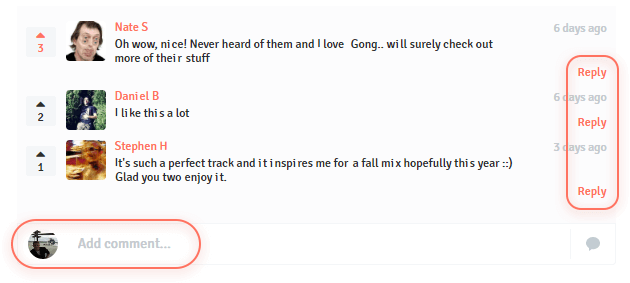 Nate S
6 days ago
3
Oh wow, nice! Never heard of them and I love Gong.. will surely check out
more of their stuff
Reply
Daniel B
6 days ago
2
I like this a lot
Reply
Stephen H
3 days ago
1
It's such a perfect track and it inspires me for a fall mix hopefully this year ::)
Glad you two enjoy it.
Reply
Add comment...